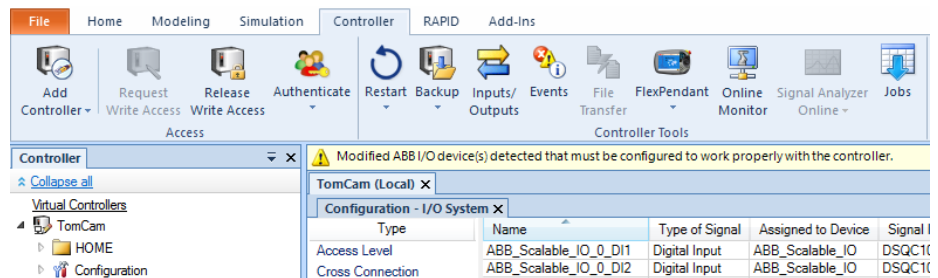 File Home Modeling Simulation Controller RAPID Add-Ins
Add Controller Request Write Access Release Write Access Authenticate Restart Backup Inputs/ Outputs Events File Transfer FlexPendant Online Monitor Signal Analyzer Online Jobs
Access Controller Tools
Controller
Modified ABB I/O device(s) detected that must be configured to work properly with the controller.
Collapse all
TomCam (Local)
Virtual Controllers
Configuration - I/O System
TomCam
Type Name Type of Signal Assigned to Device Signal
HOME
Access Level ABB_Scalable_IO_0_DI1 Digital Input ABB_Scalable_IO DSQC10
Configuration
Cross Connection ABB_Scalable_IO_0_DI2 Digital Input ABB_Scalable_IO DSQC10